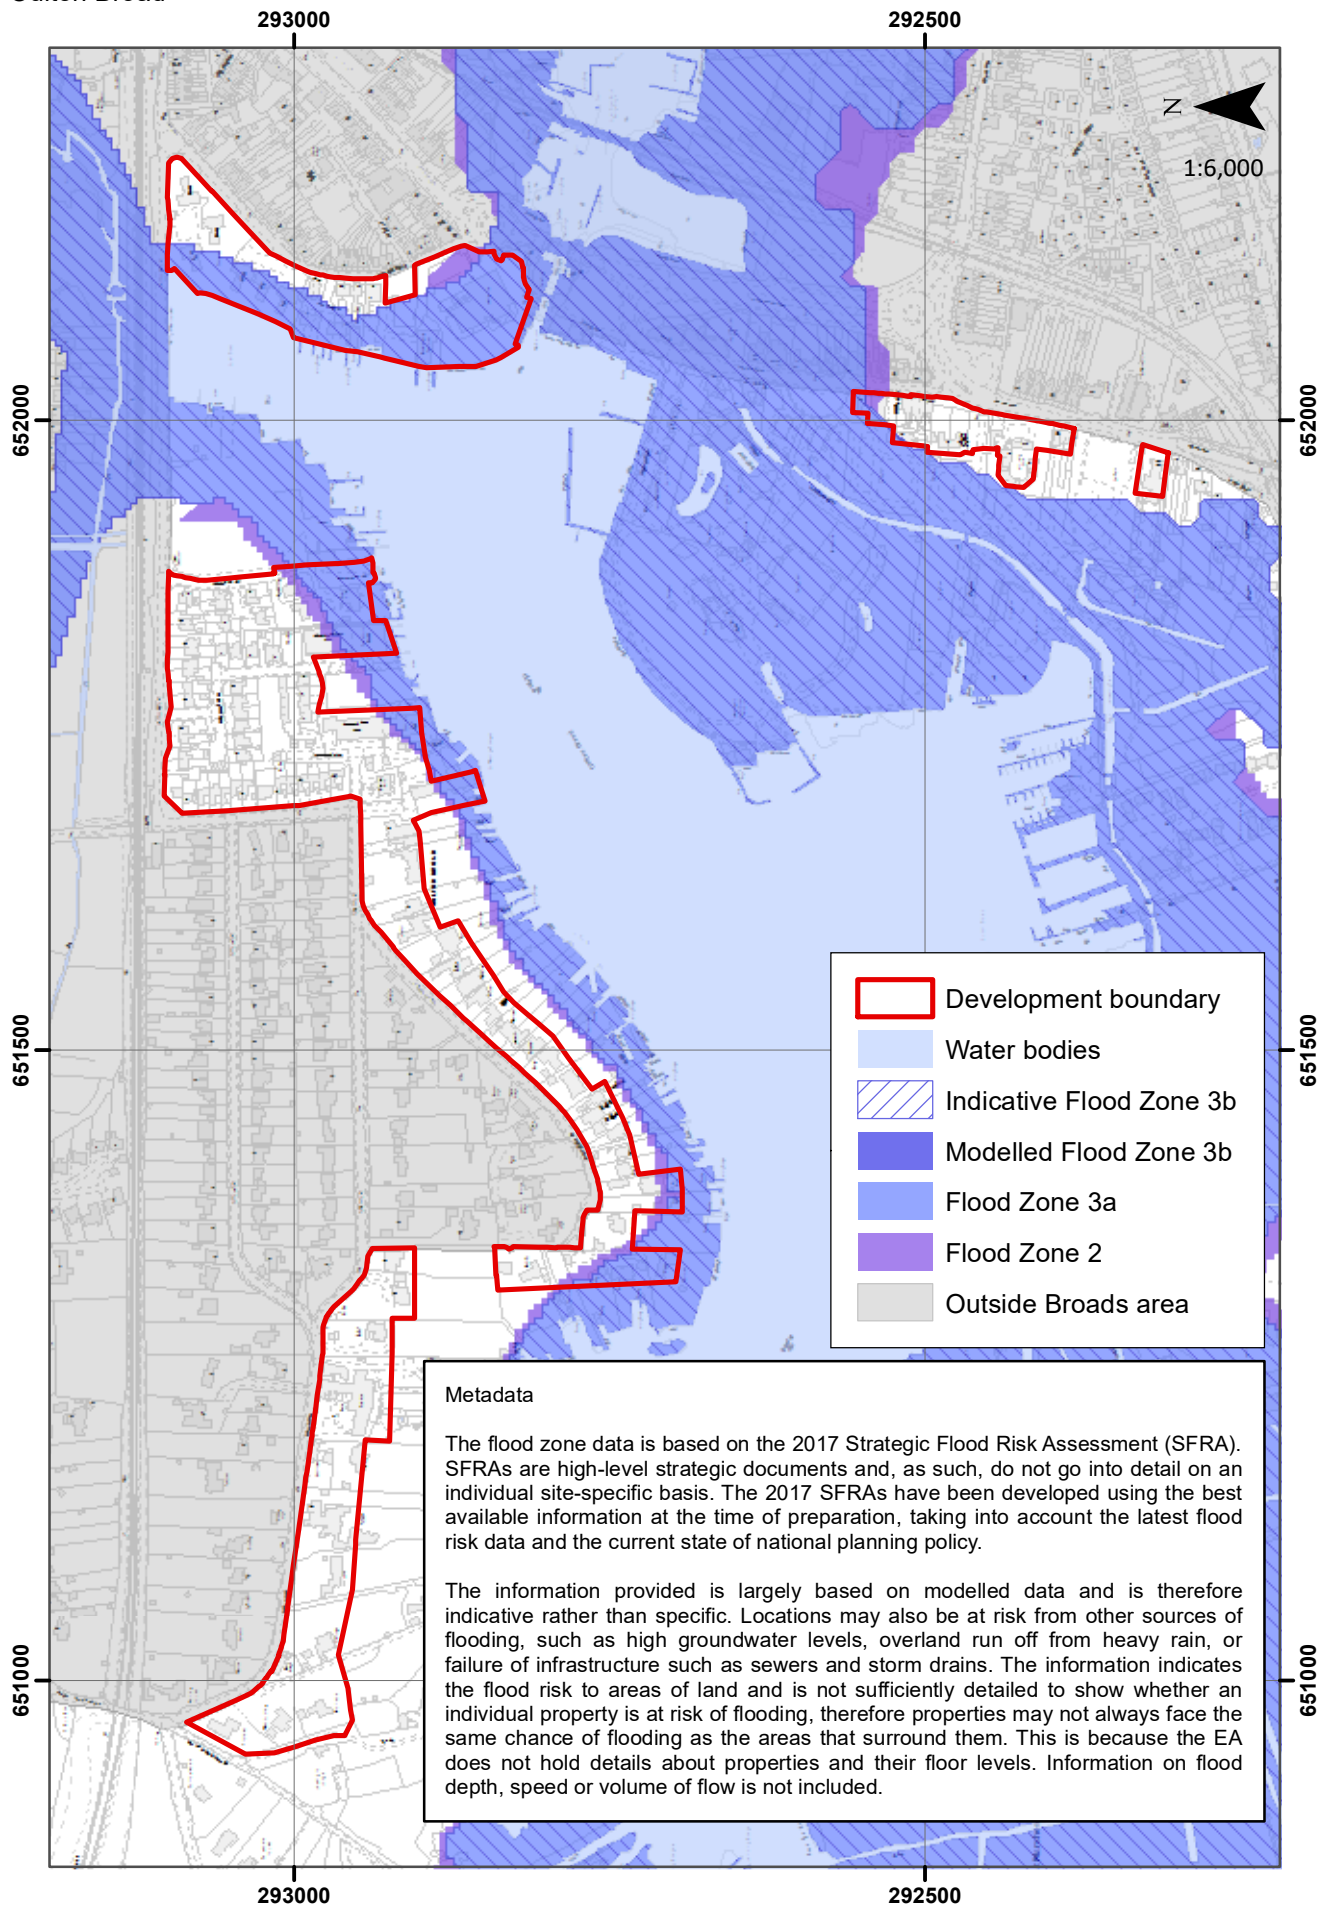 Oulton Broad
293000
292500
N
1:6,000
652000
652000
651500
651500
651000
651000
Development boundary
Water bodies
Indicative Flood Zone 3b
Modelled Flood Zone 3b
Flood Zone 3a
Flood Zone 2
Outside Broads area
Metadata
The flood zone data is based on the 2017 Strategic Flood Risk Assessment (SFRA).
SFRAs are high-level strategic documents and, as such, do not go into detail on an
individual site-specific basis. The 2017 SFRAs have been developed using the best
available information at the time of preparation, taking into account the latest flood
risk data and the current state of national planning policy.
The information provided is largely based on modelled data and is therefore
indicative rather than specific. Locations may also be at risk from other sources of
flooding, such as high groundwater levels, overland run off from heavy rain, or
failure of infrastructure such as sewers and storm drains. The information indicates
the flood risk to areas of land and is not sufficiently detailed to show whether an
individual property is at risk of flooding, therefore properties may not always face the
same chance of flooding as the areas that surround them. This is because the EA
does not hold details about properties and their floor levels. Information on flood
depth, speed or volume of flow is not included.
293000
292500